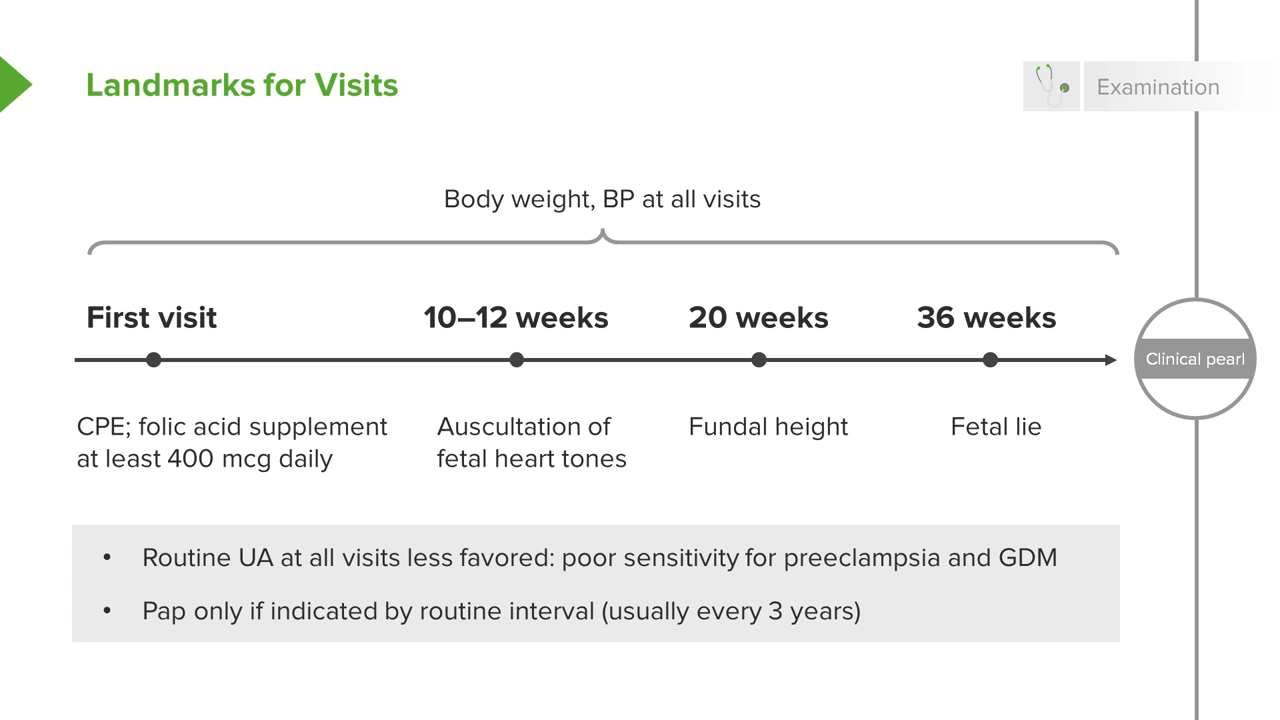 Landmarks for Visits
Examination
Body weight, BP at all visits
First visit
10–12 weeks
20 weeks
36 weeks
Clinical pearl
CPE; folic acid supplement
at least 400 mcg daily
Auscultation of
fetal heart tones
Fundal height
Fetal lie
• Routine UA at all visits less favored: poor sensitivity for preeclampsia and GDM
• Pap only if indicated by routine interval (usually every 3 years)